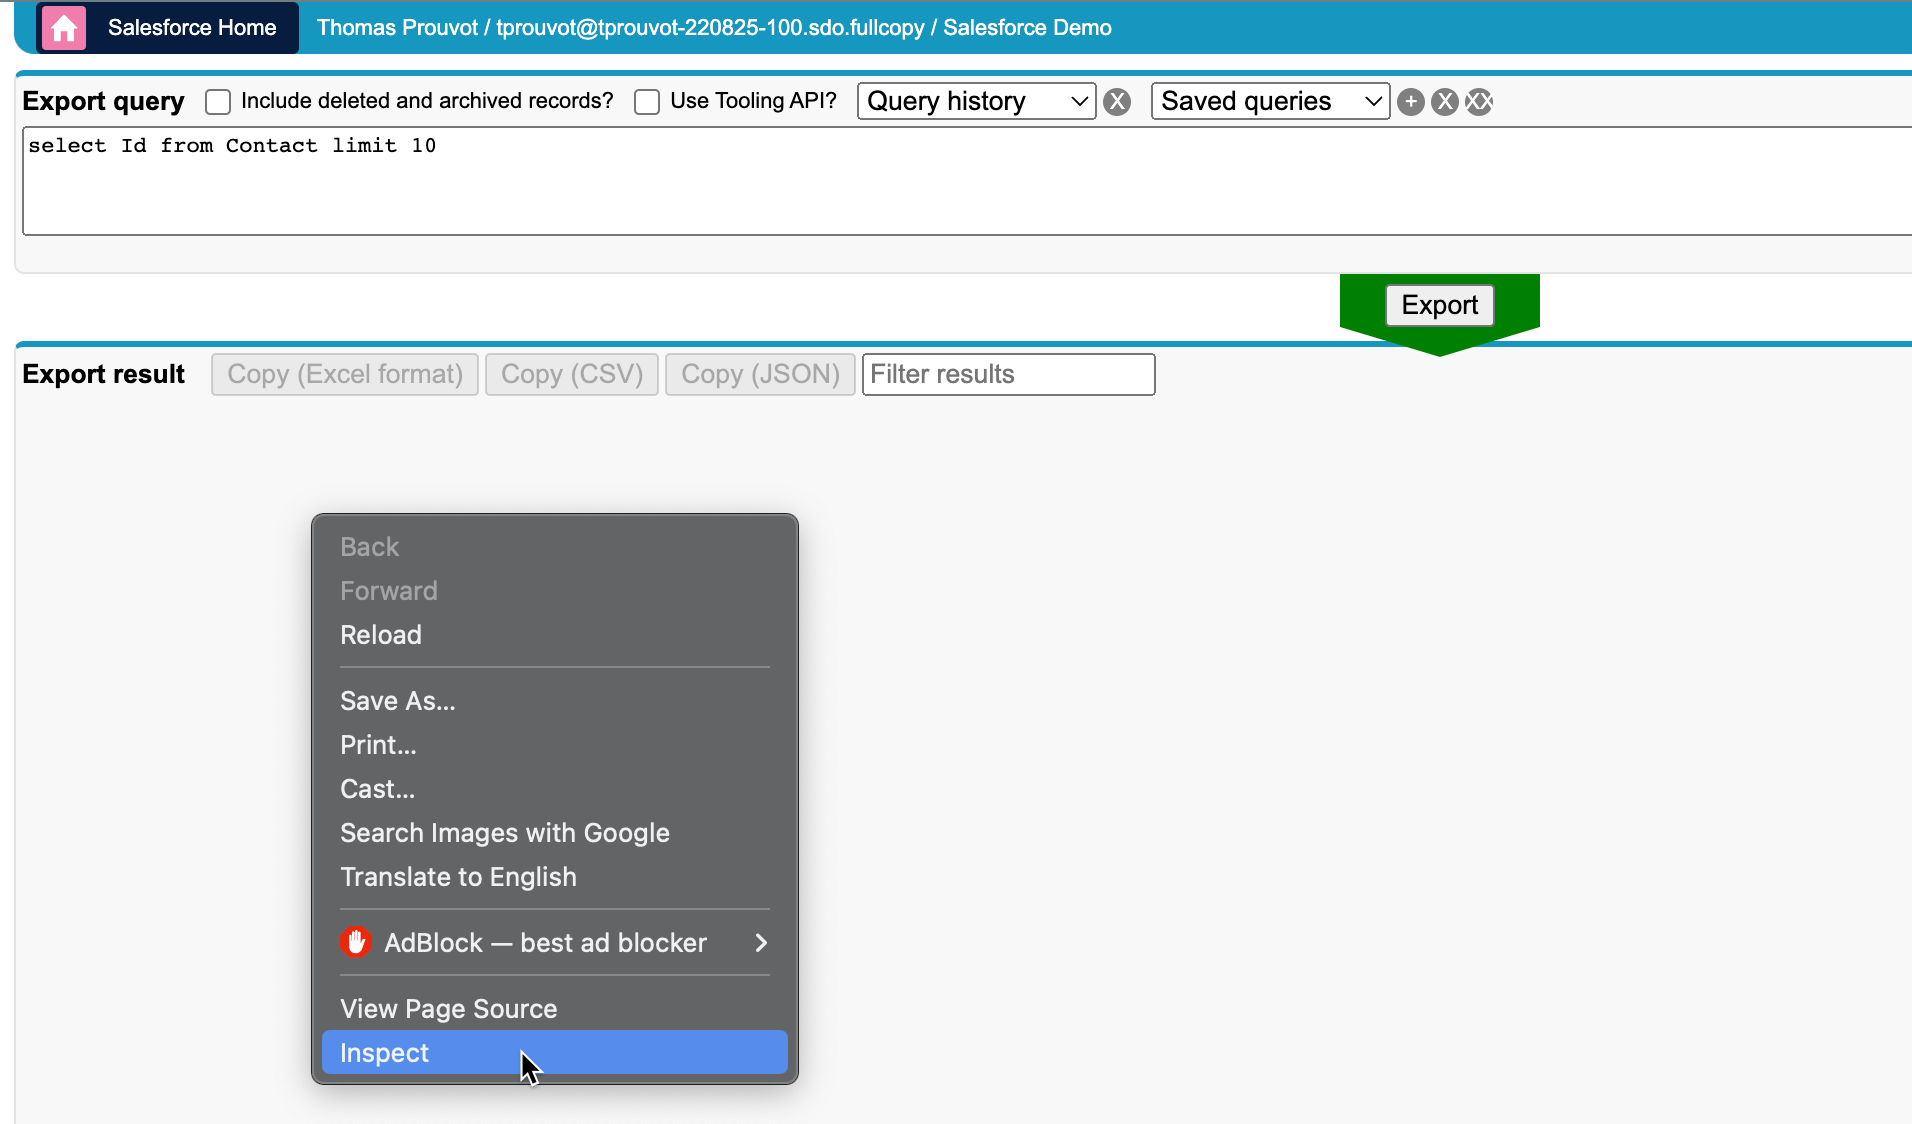 Salesforce Home Thomas Prouvot / tprouvot@tprouvot-220825-100.sdo.fullcopy / Salesforce Demo
Export query Include deleted and archived records? Use Tooling API? Query history X Saved queries + X XX
select Id from Contact limit 10
Export
Export result Copy (Excel format) Copy (CSV) Copy (JSON) Filter results
Back
Forward
Reload
Save As...
Print...
Cast...
Search Images with Google
Translate to English
AdBlock — best ad blocker
View Page Source
Inspect